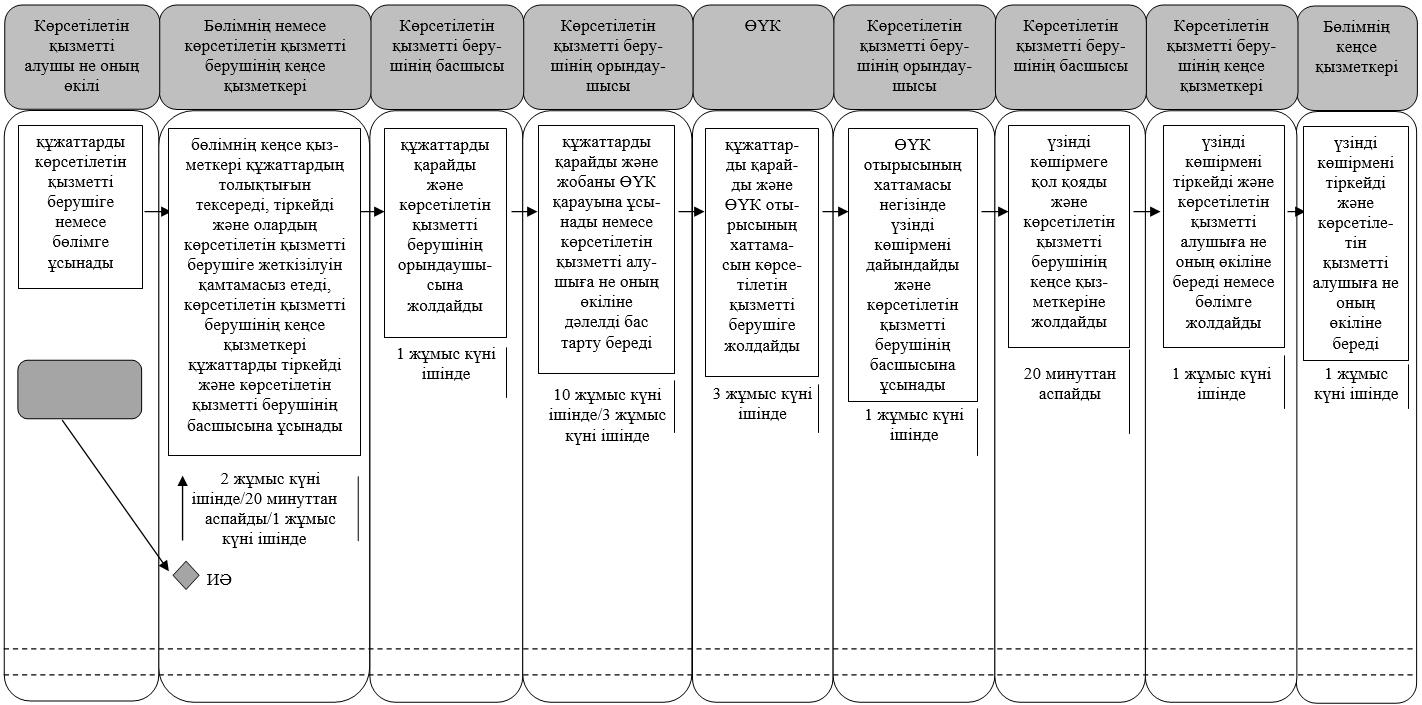 Көрсетілетін
қызметті
алушы не оның
өкілі
Бөлімнің немесе
көрсетілетін қызметті
берушінің кеңсе
қызметкері
Көрсетілетін
қызметті беру-
шінің басшысы
Көрсетілетін
қызметті беру-
шінің орындау-
шысы
ӨҮК
Көрсетілетін
қызметті беру-
шінің орындау-
шысы
Көрсетілетін
қызметті беру-
шінің басшысы
Көрсетілетін
қызметті беру-
шінің кеңсе
қызметкері
Бөлімнің
кеңсе
қызметкері
құжаттарды
көрсетілетін
қызметті
берушіге
немесе
бөлімге
ұсынады
бөлімнің кеңсе қыз-
меткері құжаттардың
толықтығын
тексереді, тіркейді
және олардың
көрсетілетін қызметті
берушіге жеткізілуін
қамтамасыз етеді,
көрсетілетін қызметті
берушінің кеңсе
қызметкері
құжаттарды тіркейді
және көрсетілетін
қызметті берушінің
басшысына ұсынады
2 жұмыс күні
ішінде/20 минуттан
аспайды/1 жұмыс
күні ішінде
ИӘ
құжаттарды
қарайды
және
көрсетілетін
қызметті
берушінің
орындаушы-
сына
жолдайды
1 жұмыс күні
ішінде
құжаттарды
қарайды және
жобаны ӨҮК
қарауына ұсы-
нады немесе
көрсетілетін
қызметті алу-
шыға не оның
өкіліне
дәлелді бас
тарту береді
10 жұмыс күні
ішінде/3 жұмыс
күні ішінде
құжаттар-
ды қарай-
ды және
ӨҮК оты-
рысының
хаттама-
сын көрсе-
тілетін
қызметті
берушіге
жолдайды
3 жұмыс күні
ішінде
ӨҮК
отырысының
хаттамасы
негізінде
үзінді
көшірмені
дайындайды
және
көрсетілетін
қызметті
берушінің
басшысына
ұсынады
1 жұмыс күні
ішінде
үзінді
көшірмеге
қол қояды
және
көрсетілетін
қызметті
берушінің
кеңсе қыз-
меткеріне
жолдайды
20 минуттан
аспайды
үзінді
көшірмені
тіркейді және
көрсетілетін
қызметті
алушыға не
оның өкіліне
береді немесе
бөлімге
жолдайды
1 жұмыс күні
ішінде
үзінді
көшірмені
тіркейді
және
көрсетіле-
тін
қызметті
алушыға не
оның
өкіліне
береді
1 жұмыс
күні ішінде